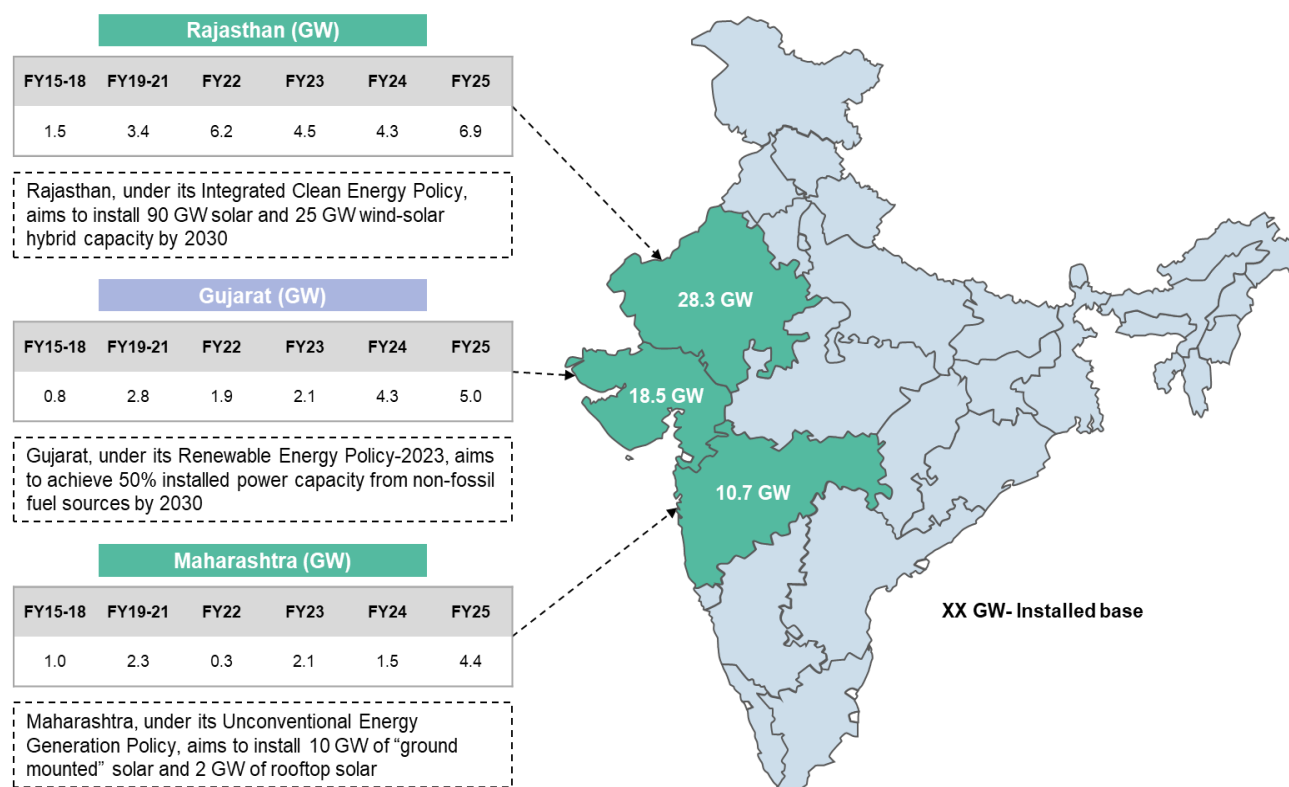 Rajasthan (GW)
FY15-18 FY19-21 FY22 FY23 FY24 FY25
1.5 3.4 6.2 4.5 4.3 6.9
Rajasthan, under its Integrated Clean Energy Policy,
aims to install 90 GW solar and 25 GW wind-solar
hybrid capacity by 2030
Gujarat (GW)
FY15-18 FY19-21 FY22 FY23 FY24 FY25
0.8 2.8 1.9 2.1 4.3 5.0
Gujarat, under its Renewable Energy Policy-2023, aims
to achieve 50% installed power capacity from non-fossil
fuel sources by 2030
Maharashtra (GW)
FY15-18 FY19-21 FY22 FY23 FY24 FY25
1.0 2.3 0.3 2.1 1.5 4.4
Maharashtra, under its Unconventional Energy
Generation Policy, aims to install 10 GW of “ground
mounted” solar and 2 GW of rooftop solar
28.3 GW
18.5 GW
10.7 GW
XX GW- Installed base